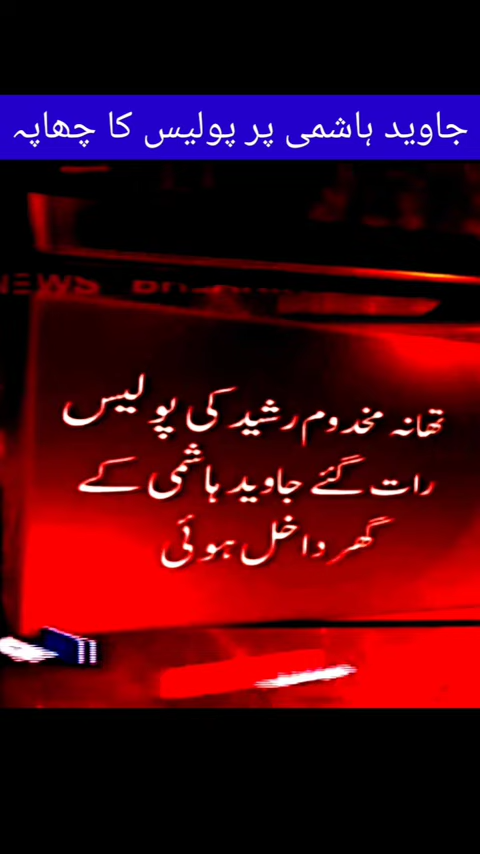 جاوید ہاشمی پر پولیس کا چھاپہ
NEWS
تھانہ مخدوم رشید کی پولیس
رات گئے جاوید ہاشمی کے
گھر داخل ہوئی